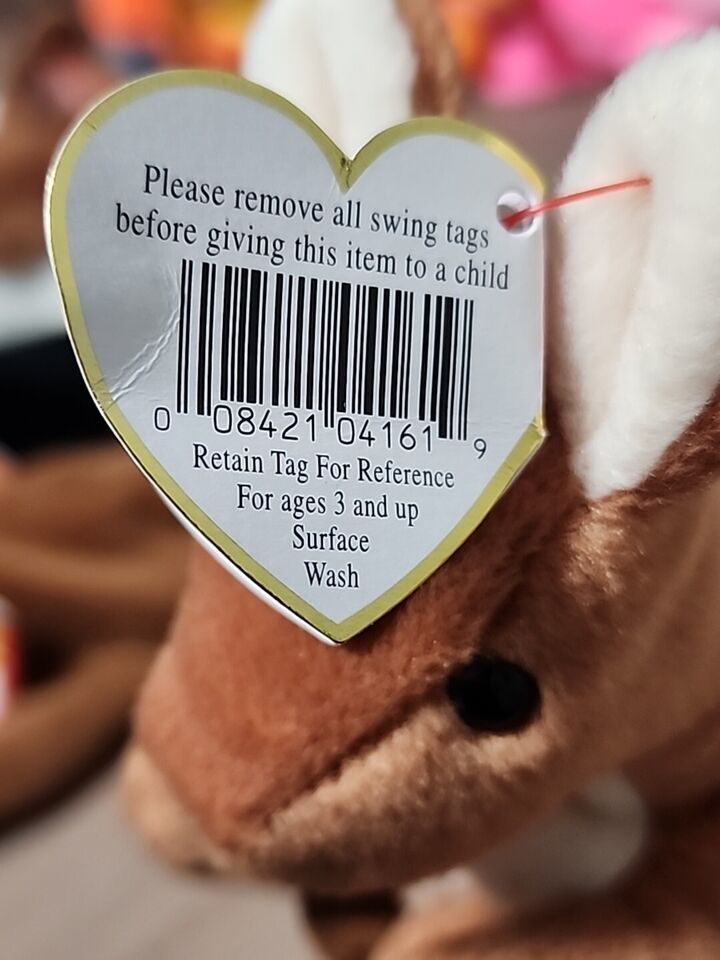 Please remove all swing tags
before giving this item to a child
0 08421 04161 9
Retain Tag For Reference
For ages 3 and up
Surface
Wash